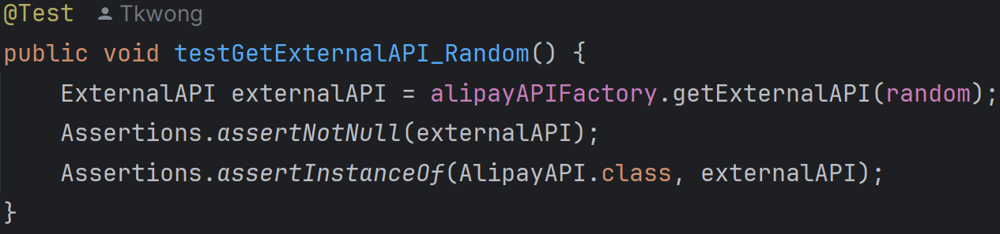 @Test Tkwong
public void testGetExternalAPI_Random() {
    ExternalAPI externalAPI = alipayAPIFactory.getExternalAPI(random);
    Assertions.assertNotNull(externalAPI);
    Assertions.assertInstanceOf(AlipayAPI.class, externalAPI);
}